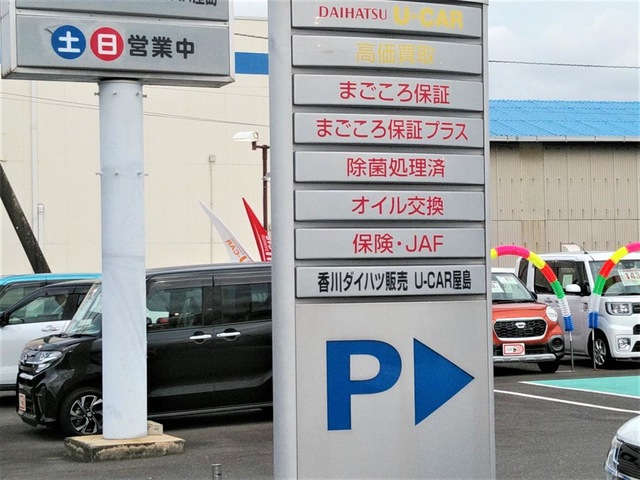 屋島
土日営業中
DAIHATSU U-CAR
高価買取
まごころ保証
まごころ保証プラス
除菌処理済
オイル交換
保険・JAF
香川ダイハツ販売 U-CAR屋島
P